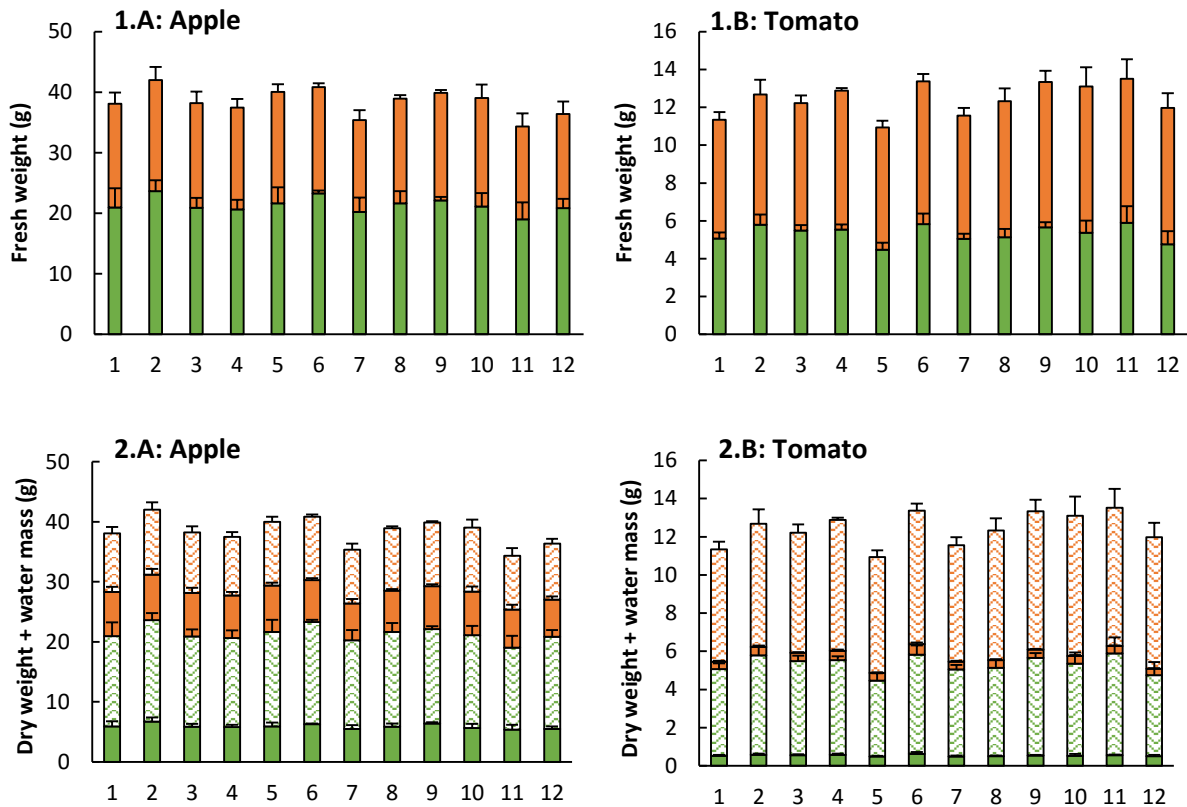 1.A: Apple
Fresh weight (g)
50
40
30
20
10
0
1 2 3 4 5 6 7 8 9 10 11 12
1.B: Tomato
Fresh weight (g)
16
14
12
10
8
6
4
2
0
1 2 3 4 5 6 7 8 9 10 11 12
2.A: Apple
Dry weight + water mass (g)
50
40
30
20
10
0
1 2 3 4 5 6 7 8 9 10 11 12
2.B: Tomato
Dry weight + water mass (g)
16
14
12
10
8
6
4
2
0
1 2 3 4 5 6 7 8 9 10 11 12